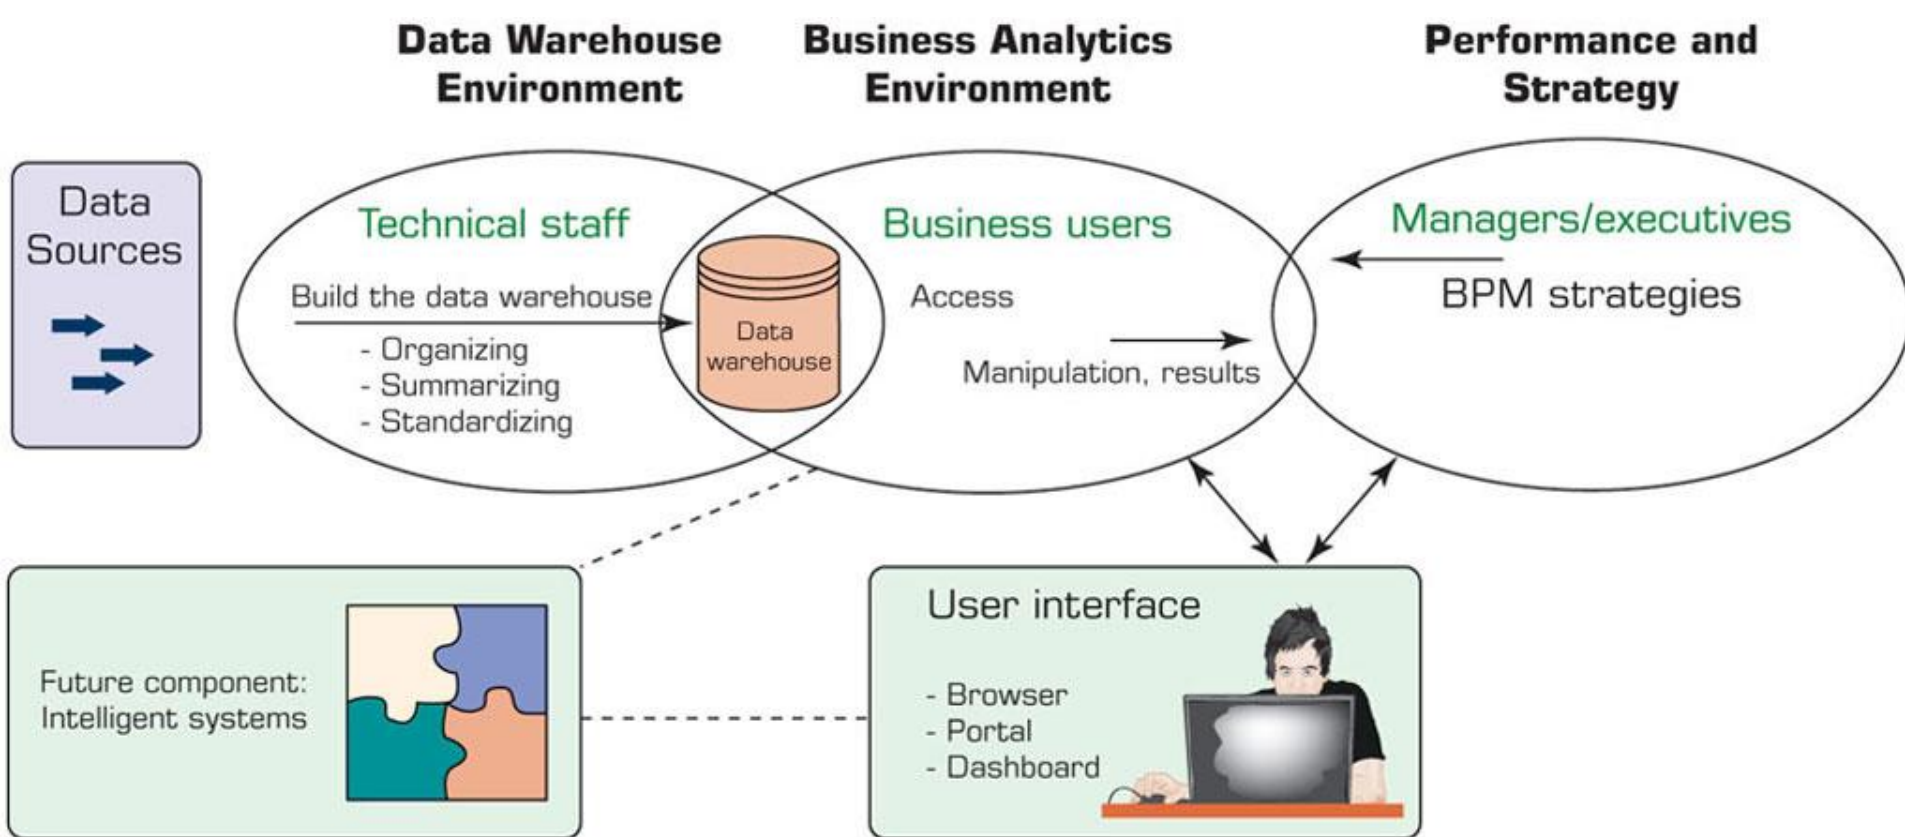 Data Warehouse
Environment
Business Analytics
Environment
Performance and
Strategy
Data
Sources
Technical staff
Build the data warehouse
- Organizing
- Summarizing
- Standardizing
Data
warehouse
Business users
Access
Manipulation, results
Managers/executives
BPM strategies
Future component:
Intelligent systems
User interface
- Browser
- Portal
- Dashboard